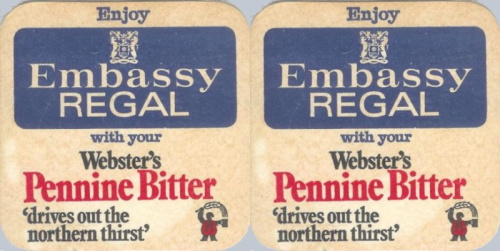 Enjoy
Embassy
REGAL
with your
Webster's
Pennine Bitter
'drives out the
northern thirst'
Enjoy
Embassy
REGAL
with your
Webster's
Pennine Bitter
'drives out the
northern thirst'